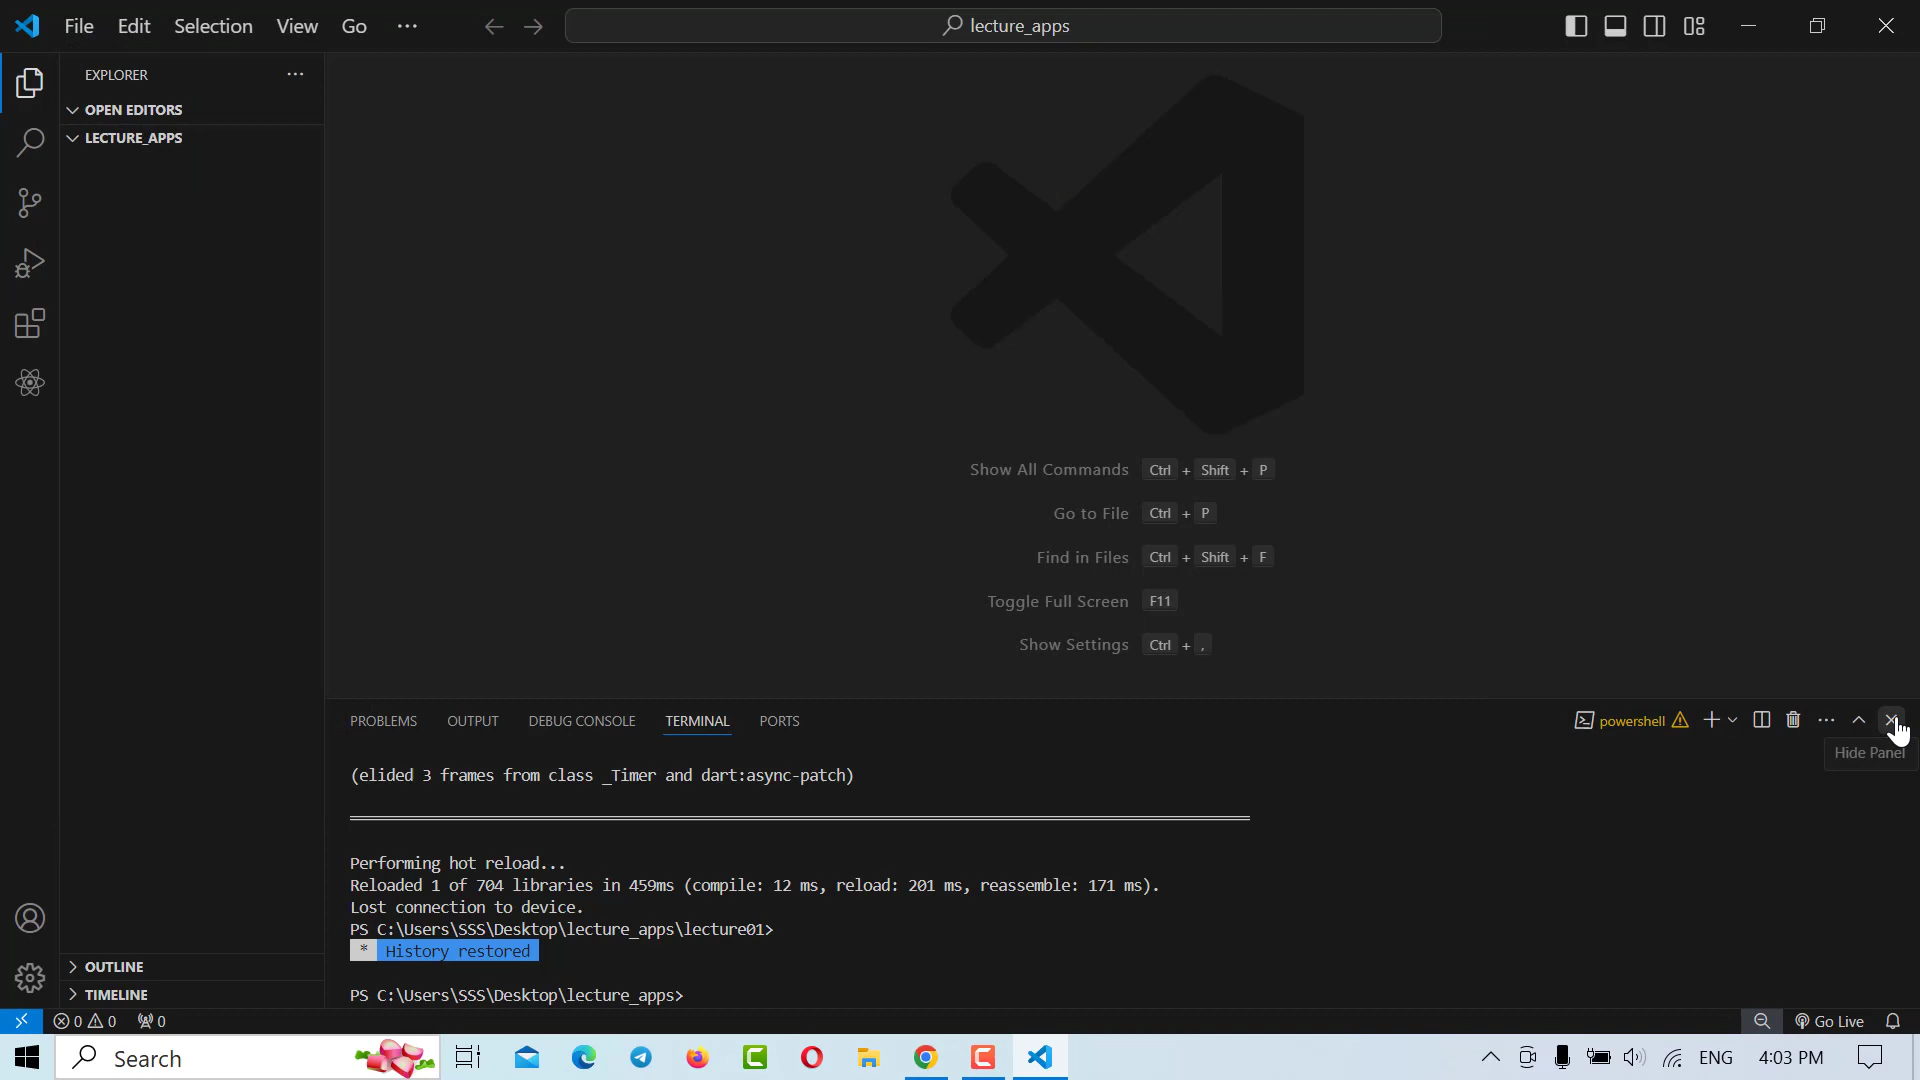 File Edit Selection View Go
lecture_apps
EXPLORER
OPEN EDITORS
LECTURE_APPS
Show All Commands Ctrl + Shift + P
Go to File Ctrl + P
Find in Files Ctrl + Shift + F
Toggle Full Screen F11
Show Settings Ctrl + ,
PROBLEMS OUTPUT DEBUG CONSOLE TERMINAL PORTS
powershell
Hide Panel
(elided 3 frames from class _Timer and dart:async-patch)
Performing hot reload...
Reloaded 1 of 704 libraries in 459ms (compile: 12 ms, reload: 201 ms, reassemble: 171 ms).
Lost connection to device.
PS C:\Users\SSS\Desktop\lecture_apps\lecture01>
* History restored
PS C:\Users\SSS\Desktop\lecture_apps>
OUTLINE
TIMELINE
0 0 0
Go Live
Search
ENG
4:03 PM